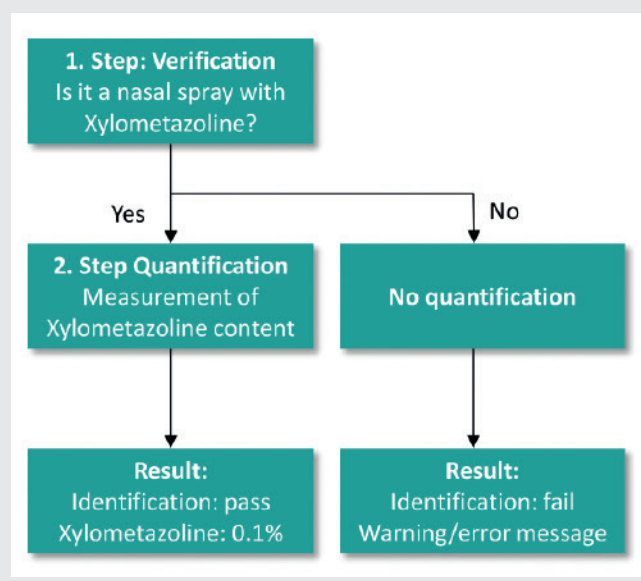 1. Step: Verification
Is it a nasal spray with
Xylometazoline?
Yes
No
2. Step Quantification
Measurement of
Xylometazoline content
No quantification
Result:
Identification: pass
Xylometazoline: 0.1%
Result:
Identification: fail
Warning/error message